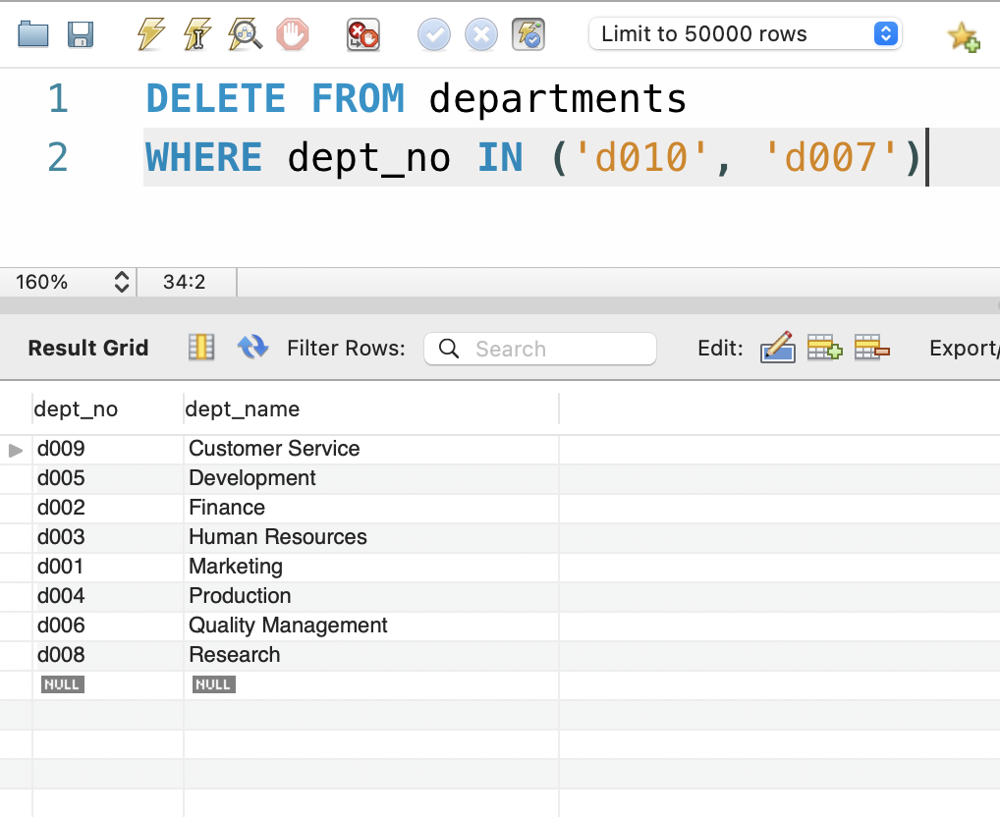 Limit to 50000 rows
1 DELETE FROM departments
2 WHERE dept_no IN ('d010', 'd007')
160% 34:2
Result Grid Filter Rows: Search Edit: Export/
dept_no dept_name
d009 Customer Service
d005 Development
d002 Finance
d003 Human Resources
d001 Marketing
d004 Production
d006 Quality Management
d008 Research
NULL NULL